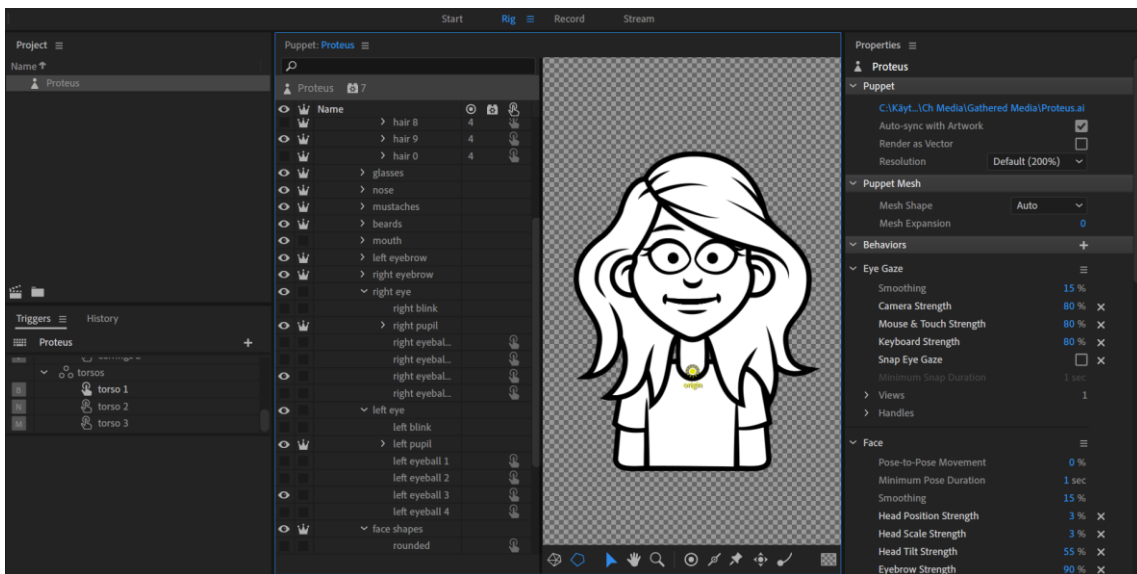 Start Rig Record Stream
Project
Name
Proteus
Triggers History
Proteus
torsos
B torso 1
N torso 2
M torso 3
Puppet: Proteus
Proteus 7
Name
hair 8 4
hair 9 4
hair 0 4
glasses
nose
mustaches
beards
mouth
left eyebrow
right eyebrow
right eye
right blink
right pupil
right eyebal...
right eyebal...
right eyebal...
right eyebal...
left eye
left blink
left pupil
left eyeball 1
left eyeball 2
left eyeball 3
left eyeball 4
face shapes
rounded
origin
Properties
Proteus
Puppet
C:\Käyt...\Ch Media\Gathered Media\Proteus.ai
Auto-sync with Artwork
Render as Vector
Resolution Default (200%)
Puppet Mesh
Mesh Shape Auto
Mesh Expansion 0
Behaviors +
Eye Gaze
Smoothing 15 %
Camera Strength 80 %
Mouse & Touch Strength 80 %
Keyboard Strength 80 %
Snap Eye Gaze
Minimum Snap Duration 1 sec
Views 1
Handles
Face
Pose-to-Pose Movement 0 %
Minimum Pose Duration 1 sec
Smoothing 15 %
Head Position Strength 3 %
Head Scale Strength 3 %
Head Tilt Strength 55 %
Eyebrow Strength 90 %